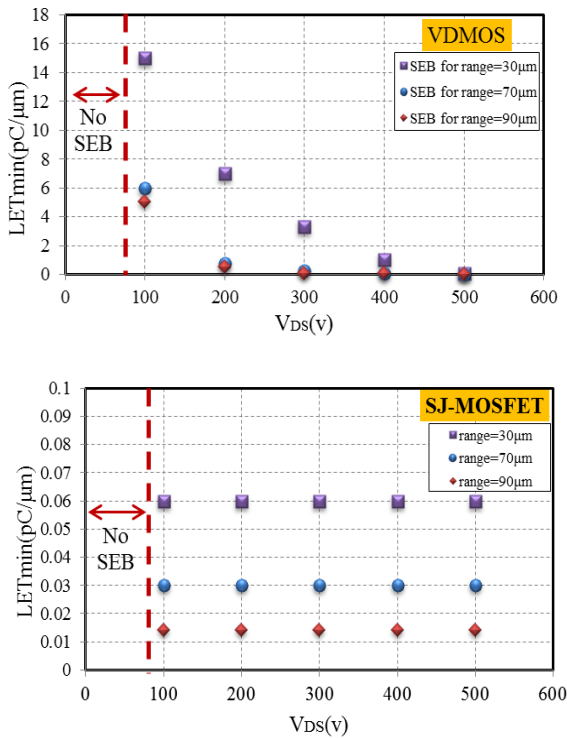 VDMOS
SEB for range=30μm
SEB for range=70μm
SEB for range=90μm
No
SEB
LETmin(pC/μm)
18
16
14
12
10
8
6
4
2
0
0 100 200 300 400 500 600
VDS(v)
SJ-MOSFET
range=30μm
range=70μm
range=90μm
No
SEB
LETmin(pC/μm)
0.1
0.09
0.08
0.07
0.06
0.05
0.04
0.03
0.02
0.01
0
0 100 200 300 400 500 600
VDS(v)